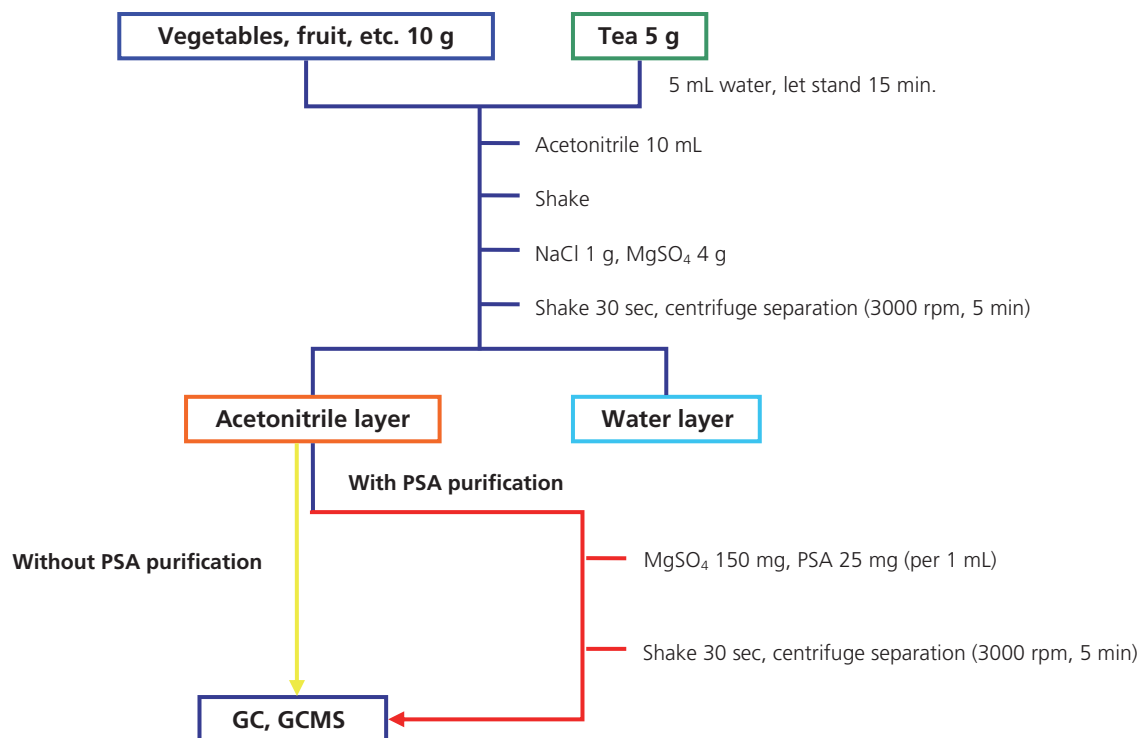 Vegetables, fruit, etc. 10 g
Tea 5 g
5 mL water, let stand 15 min.
Acetonitrile 10 mL
Shake
NaCl 1 g, MgSO₄ 4 g
Shake 30 sec, centrifuge separation (3000 rpm, 5 min)
Acetonitrile layer
Water layer
With PSA purification
Without PSA purification
MgSO₄ 150 mg, PSA 25 mg (per 1 mL)
Shake 30 sec, centrifuge separation (3000 rpm, 5 min)
GC, GCMS